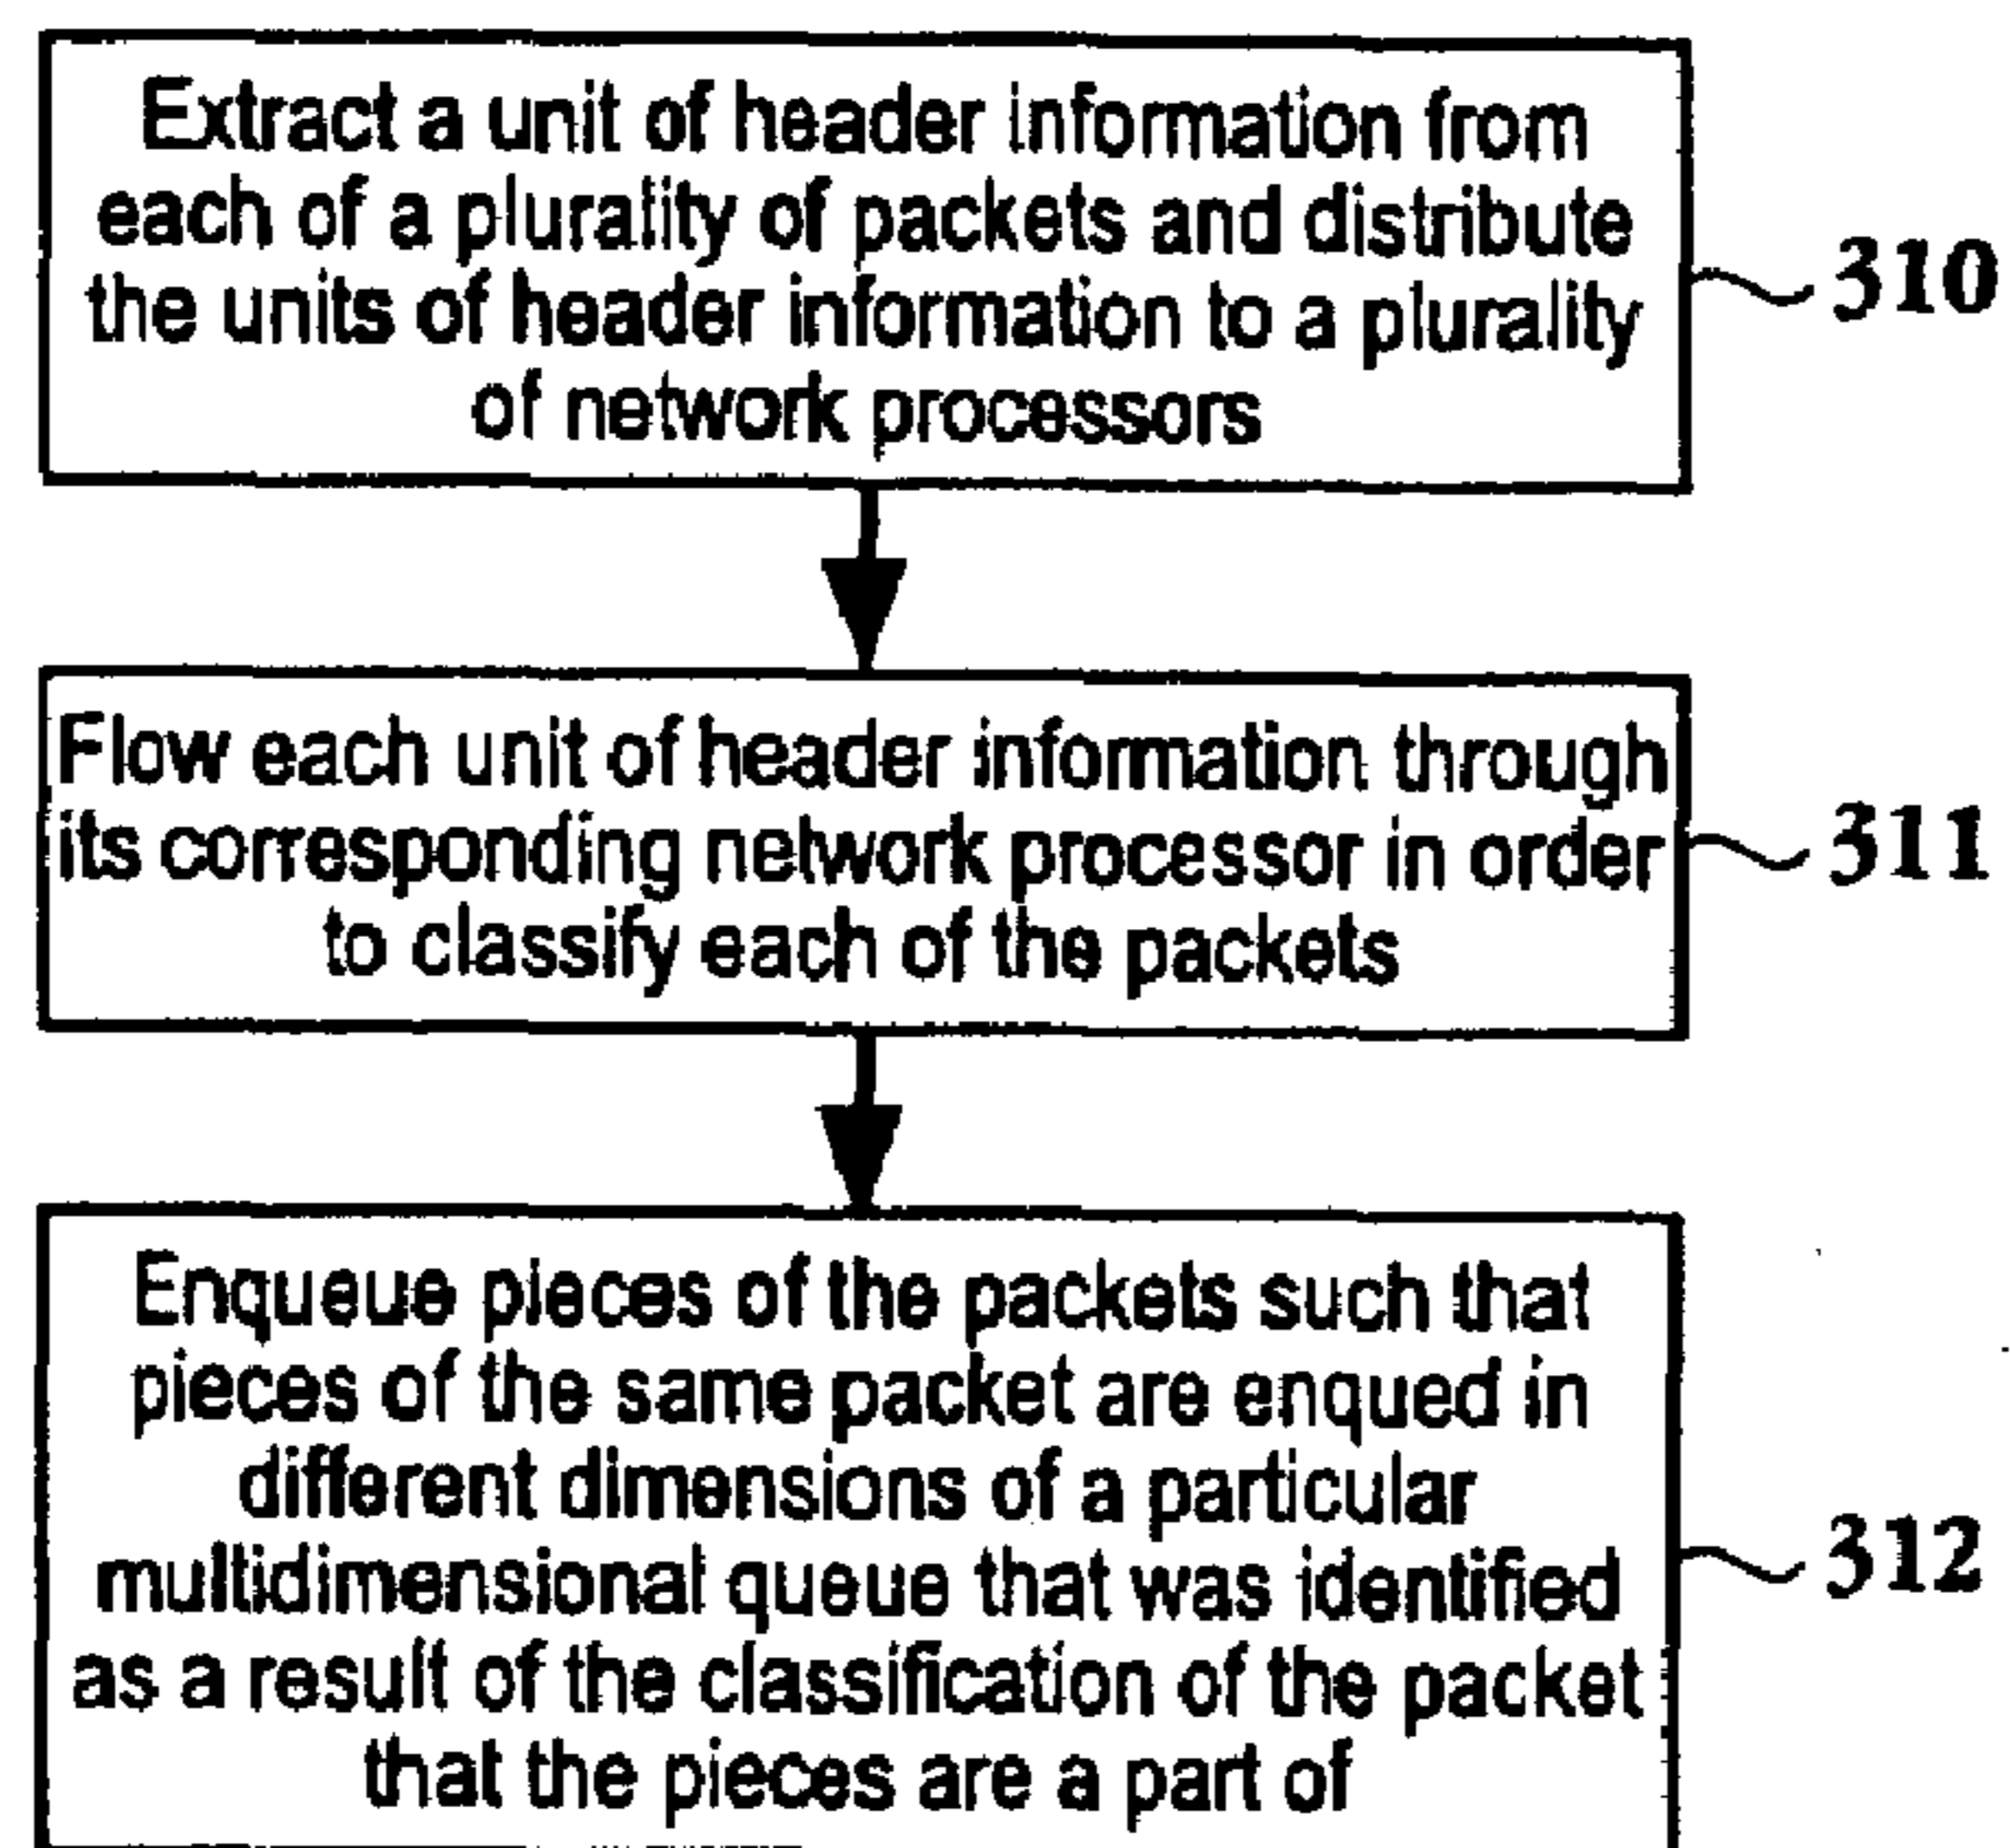 Extract a unit of header information from
each of a plurality of packets and distribute
the units of header information to a plurality
of network processors
310
Flow each unit of header information through
its corresponding network processor in order
to classify each of the packets
311
Enqueue pieces of the packets such that
pieces of the same packet are enqued in
different dimensions of a particular
multidimensional queue that was identified
as a result of the classification of the packet
that the pieces are a part of
312